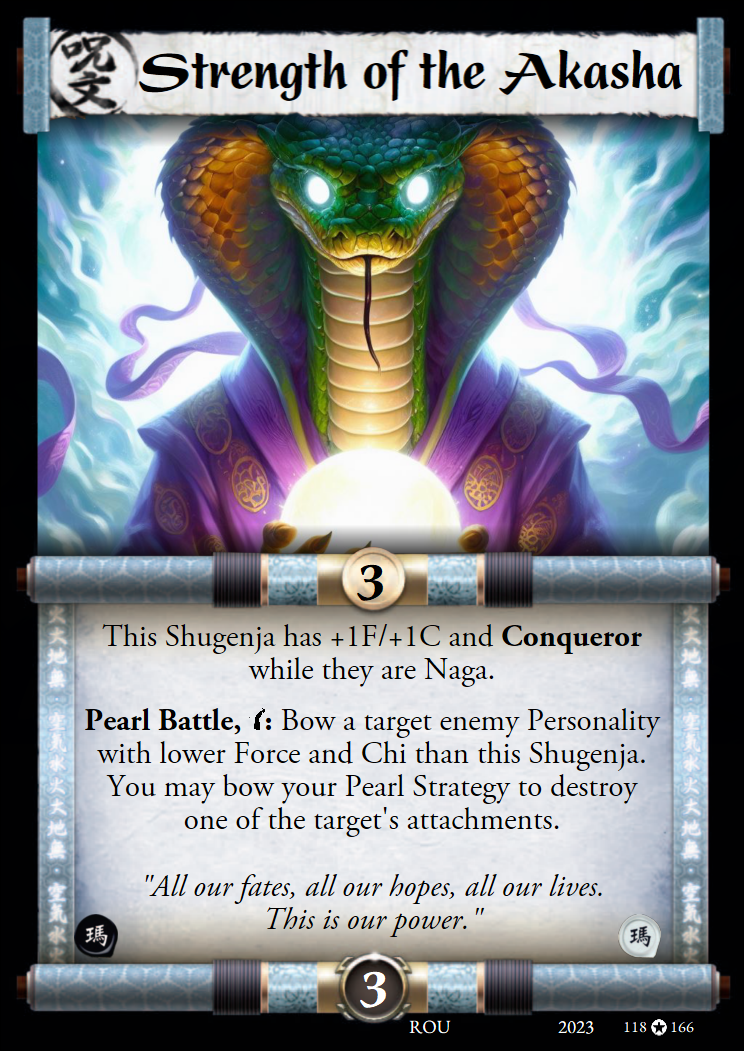 呪文
Strength of the Akasha
3
This Shugenja has +1F/+1C and Conqueror
while they are Naga.
Pearl Battle, : Bow a target enemy Personality
with lower Force and Chi than this Shugenja.
You may bow your Pearl Strategy to destroy
one of the target's attachments.
"All our fates, all our hopes, all our lives.
This is our power."
瑪
瑪
3
ROU 2023 118 166